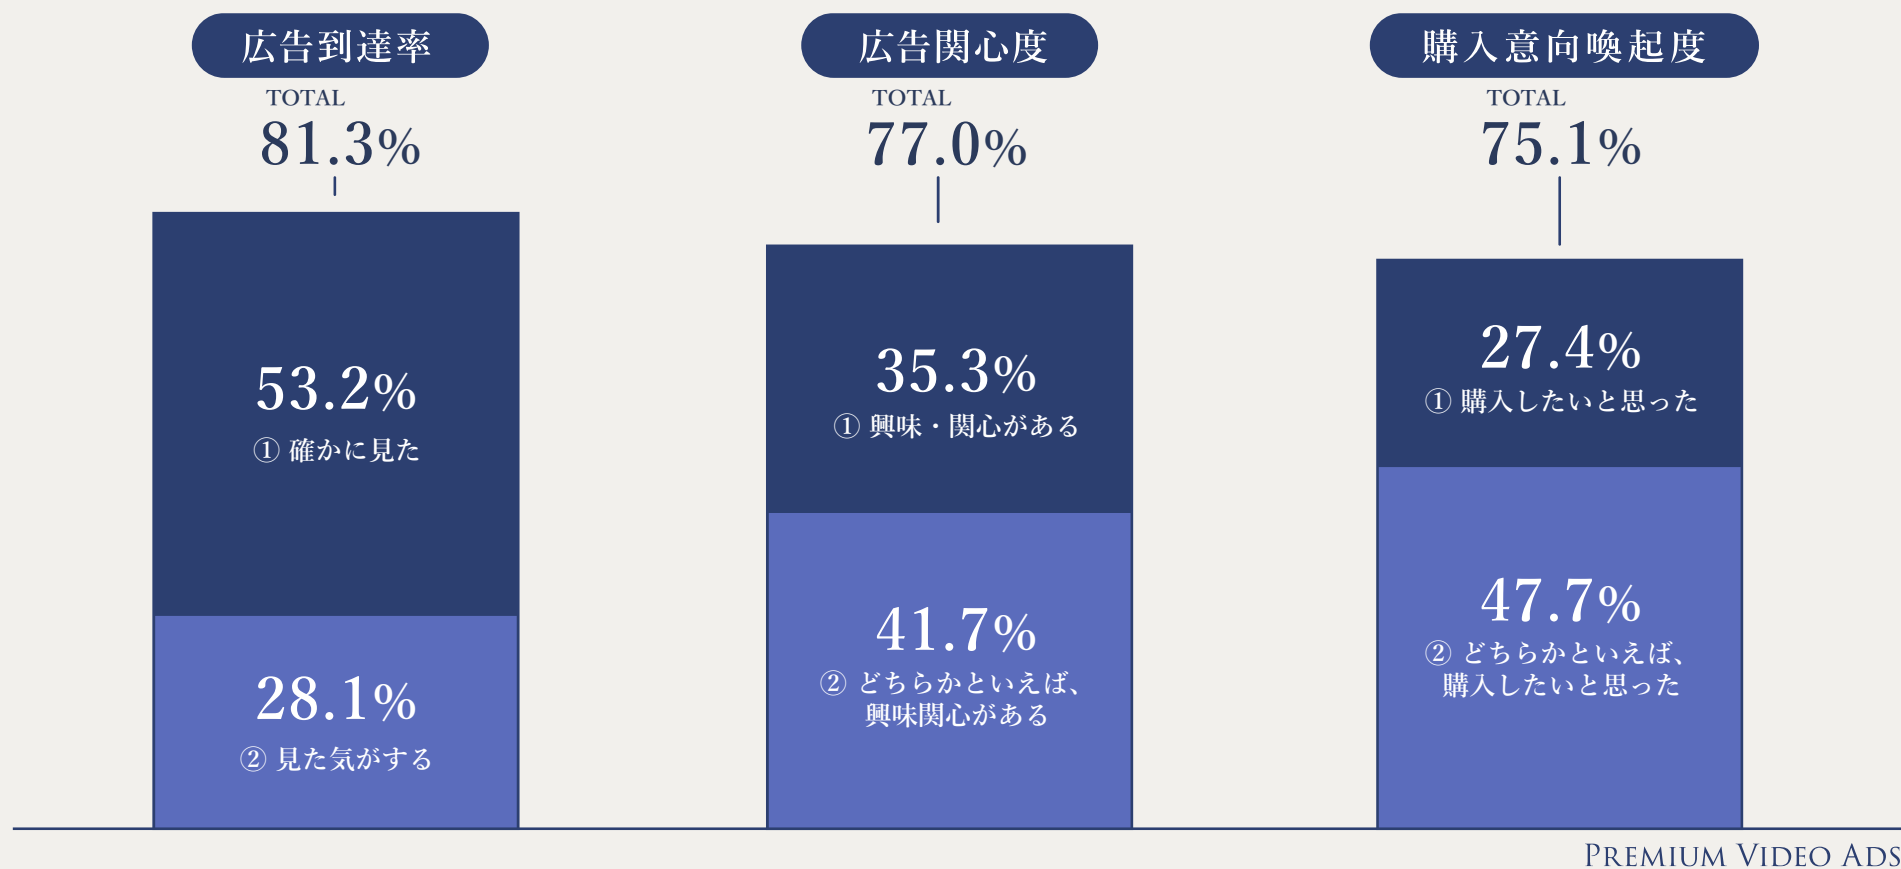 広告到達率
TOTAL
81.3%
53.2%
① 確かに見た
28.1%
② 見た気がする
広告関心度
TOTAL
77.0%
35.3%
① 興味・関心がある
41.7%
② どちらかといえば、
興味関心がある
購入意向喚起度
TOTAL
75.1%
27.4%
① 購入したいと思った
47.7%
② どちらかといえば、
購入したいと思った
PREMIUM VIDEO ADS